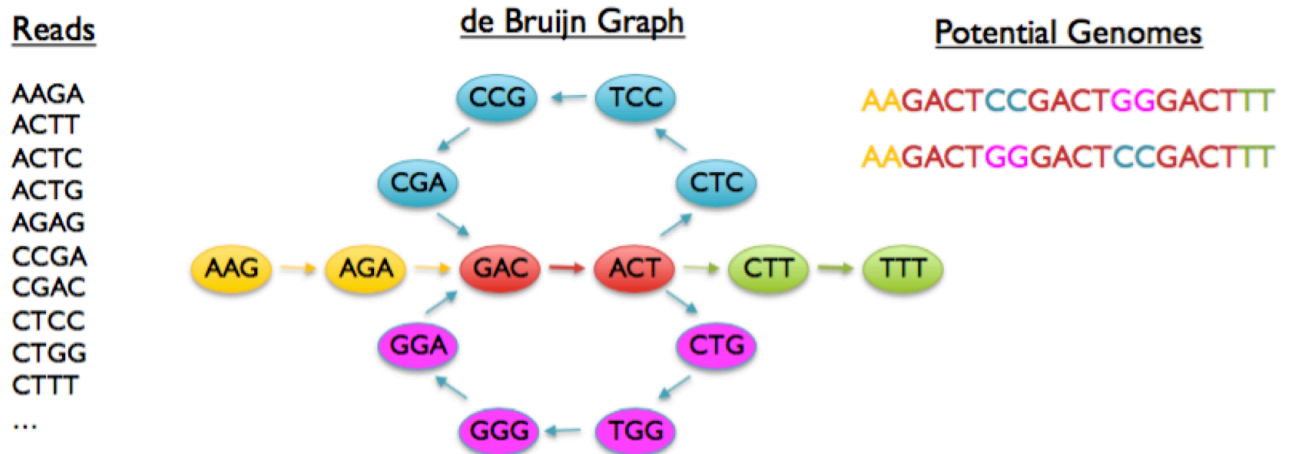 Reads
AAGA
ACTT
ACTC
ACTG
AGAG
CCGA
CGAC
CTCC
CTGG
CTTT
...
de Bruijn Graph
CCG
TCC
CGA
CTC
AAG
AGA
GAC
ACT
CTT
TTT
GGA
CTG
GGG
TGG
Potential Genomes
AAGACTCCGACTGGGACTTT
AAGACTGGGACTCCGACTTT